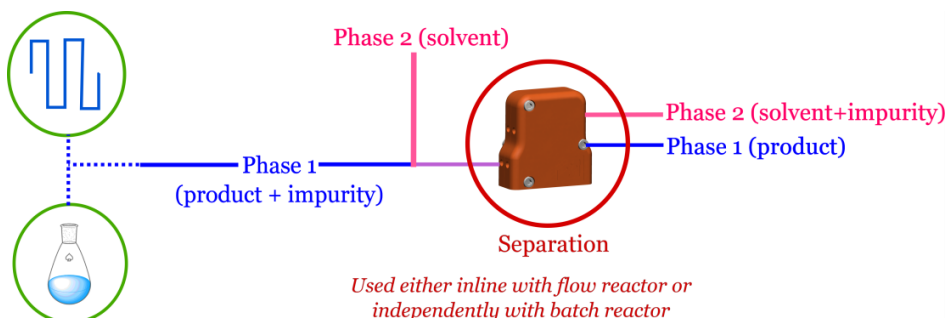 Phase 2 (solvent)
Phase 2 (solvent+impurity)
Phase 1 (product)
Phase 1
(product + impurity)
Separation
Used either inline with flow reactor or
independently with batch reactor